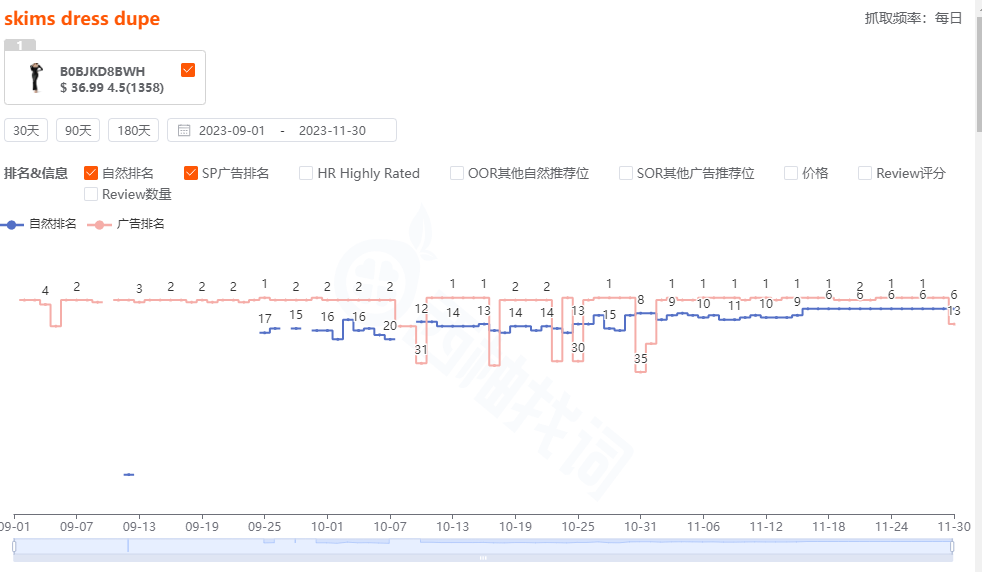 skims dress dupe
抓取频率：每日
1
B0BJKD8BWH
$ 36.99 4.5(1358)
30天 90天 180天 2023-09-01 - 2023-11-30
排名&信息 自然排名 SP广告排名 HR Highly Rated OOR其他自然推荐位 SOR其他广告推荐位 价格 Review评分
Review数量
自然排名 广告排名
4 2 3 2 2 2 1 2 2 2 2 1 1 2 2 1 1 1 1 1 1 2 1 1
17 15 16 16 20 12 14 13 14 14 13 15 8 9 10 11 10 9 6 6 6 6 6
31 30 35 13
找词
09-01 09-07 09-13 09-19 09-25 10-01 10-07 10-13 10-19 10-25 10-31 11-06 11-12 11-18 11-24 11-30